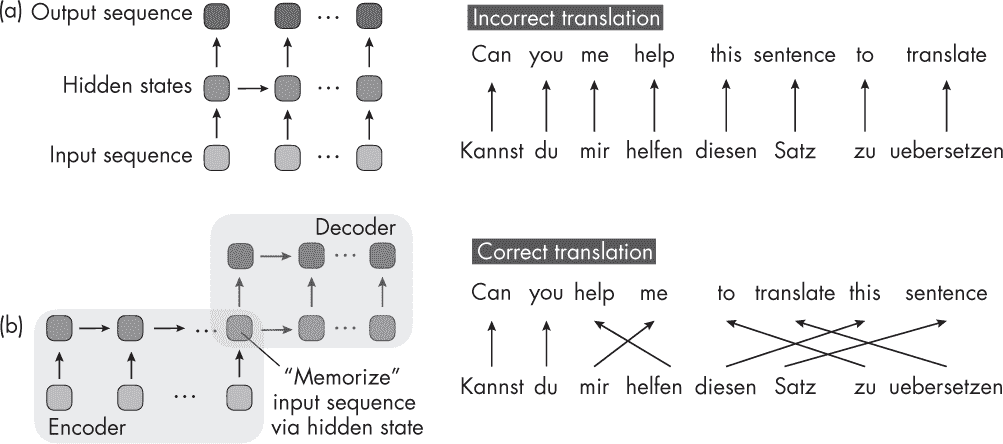 (a)
Output sequence
Hidden states
Input sequence
...
...
...
Incorrect translation
Can you me help this sentence to translate
Kannst du mir helfen diesen Satz zu uebersetzen
(b)
Decoder
...
...
...
...
"Memorize"
input sequence
via hidden state
Encoder
Correct translation
Can you help me to translate this sentence
Kannst du mir helfen diesen Satz zu uebersetzen